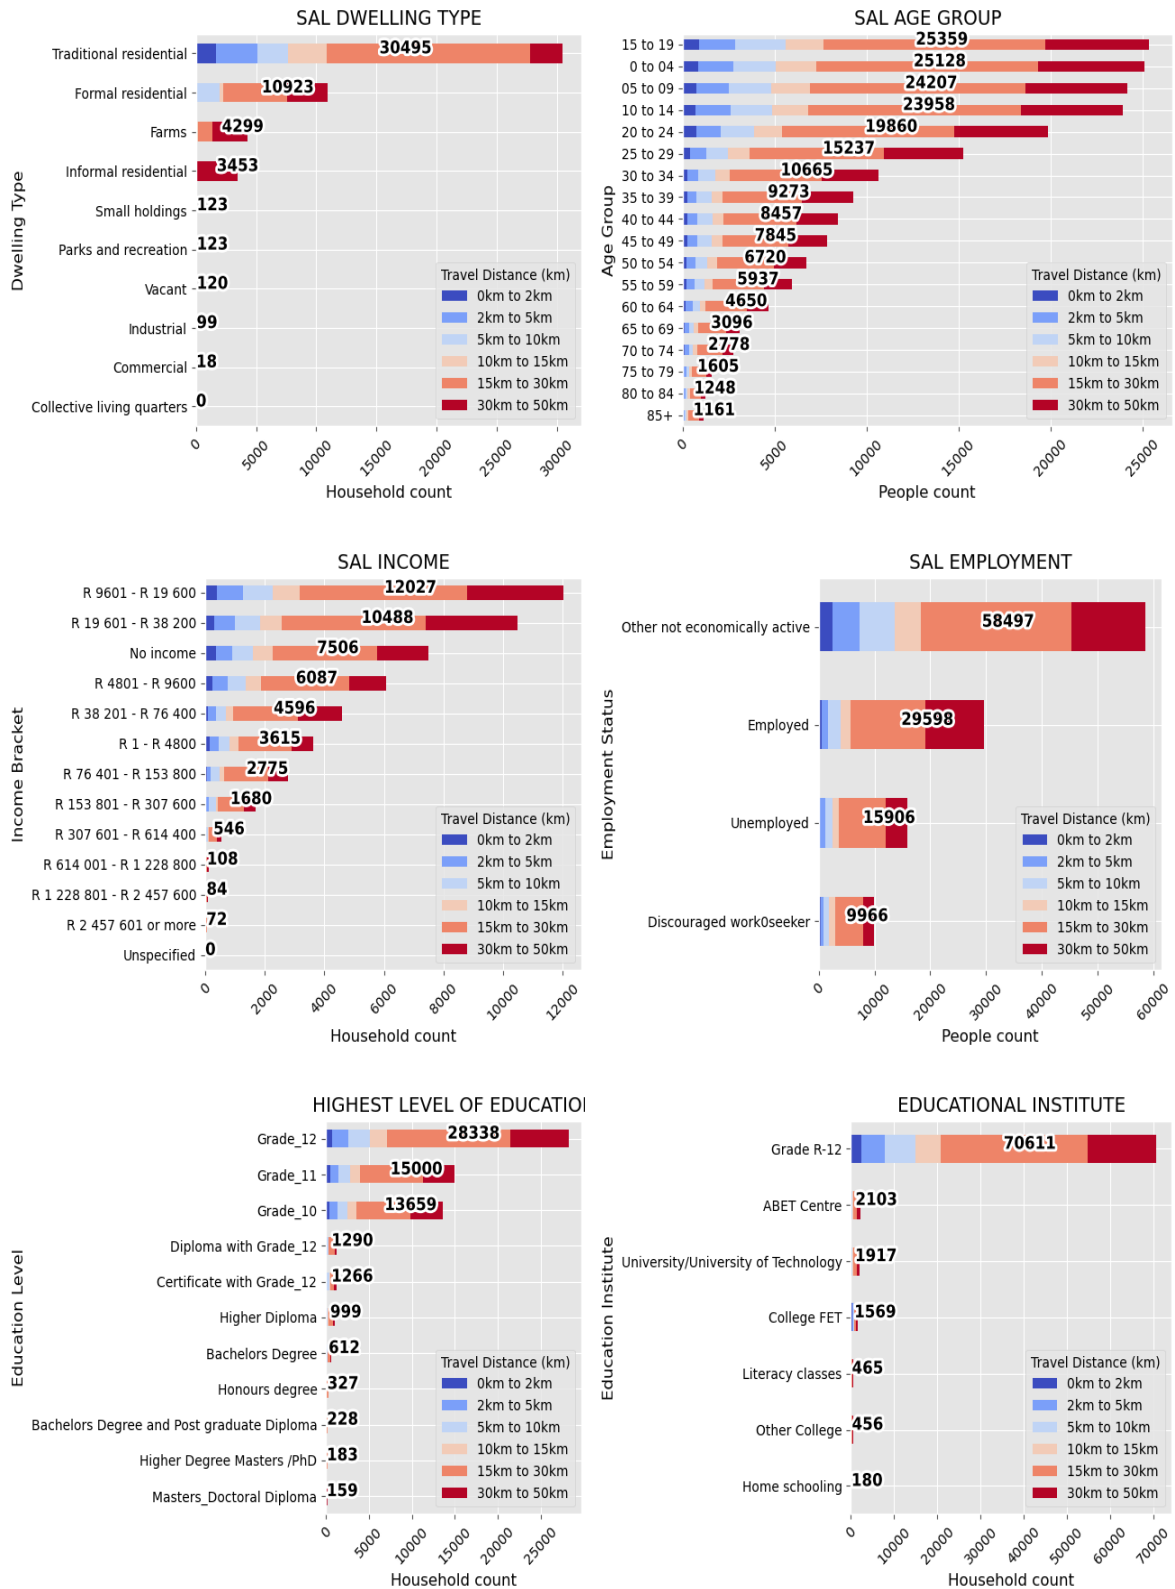 SAL DWELLING TYPE
Dwelling Type
Traditional residential 30495
Formal residential 10923
Farms 4299
Informal residential 3453
Small holdings 123
Parks and recreation 123
Vacant 120
Industrial 99
Commercial 18
Collective living quarters 0
Travel Distance (km)
0km to 2km
2km to 5km
5km to 10km
10km to 15km
15km to 30km
30km to 50km
0 5000 10000 15000 20000 25000 30000
Household count
SAL AGE GROUP
Age Group
15 to 19 25359
0 to 04 25128
05 to 09 24207
10 to 14 23958
20 to 24 19860
25 to 29 15237
30 to 34 10665
35 to 39 9273
40 to 44 8457
45 to 49 7845
50 to 54 6720
55 to 59 5937
60 to 64 4650
65 to 69 3096
70 to 74 2778
75 to 79 1605
80 to 84 1248
85+ 1161
Travel Distance (km)
0km to 2km
2km to 5km
5km to 10km
10km to 15km
15km to 30km
30km to 50km
0 5000 10000 15000 20000 25000
People count
SAL INCOME
Income Bracket
R 9601 - R 19 600 12027
R 19 601 - R 38 200 10488
No income 7506
R 4801 - R 9600 6087
R 38 201 - R 76 400 4596
R 1 - R 4800 3615
R 76 401 - R 153 800 2775
R 153 801 - R 307 600 1680
R 307 601 - R 614 400 546
R 614 001 - R 1 228 800 108
R 1 228 801 - R 2 457 600 84
R 2 457 601 or more 72
Unspecified 0
Travel Distance (km)
0km to 2km
2km to 5km
5km to 10km
10km to 15km
15km to 30km
30km to 50km
0 2000 4000 6000 8000 10000 12000
Household count
SAL EMPLOYMENT
Employment Status
Other not economically active 58497
Employed 29598
Unemployed 15906
Discouraged work0seeker 9966
Travel Distance (km)
0km to 2km
2km to 5km
5km to 10km
10km to 15km
15km to 30km
30km to 50km
0 10000 20000 30000 40000 50000 60000
People count
HIGHEST LEVEL OF EDUCATIO
Education Level
Grade_12 28338
Grade_11 15000
Grade_10 13659
Diploma with Grade_12 1290
Certificate with Grade_12 1266
Higher Diploma 999
Bachelors Degree 612
Honours degree 327
Bachelors Degree and Post graduate Diploma 228
Higher Degree Masters /PhD 183
Masters_Doctoral Diploma 159
Travel Distance (km)
0km to 2km
2km to 5km
5km to 10km
10km to 15km
15km to 30km
30km to 50km
0 5000 10000 15000 20000 25000
Household count
EDUCATIONAL INSTITUTE
Education Institute
Grade R-12 70611
ABET Centre 2103
University/University of Technology 1917
College FET 1569
Literacy classes 465
Other College 456
Home schooling 180
Travel Distance (km)
0km to 2km
2km to 5km
5km to 10km
10km to 15km
15km to 30km
30km to 50km
0 10000 20000 30000 40000 50000 60000 70000
Household count